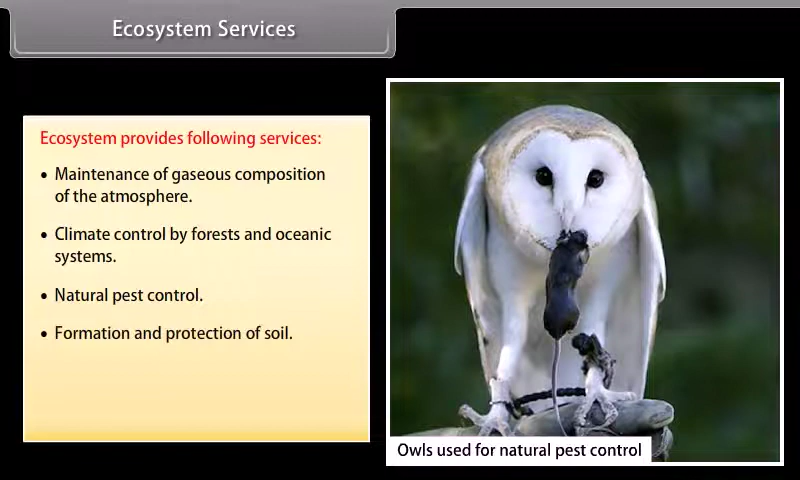 Ecosystem Services
Ecosystem provides following services:
• Maintenance of gaseous composition
of the atmosphere.
• Climate control by forests and oceanic
systems.
• Natural pest control.
• Formation and protection of soil.
Owls used for natural pest control